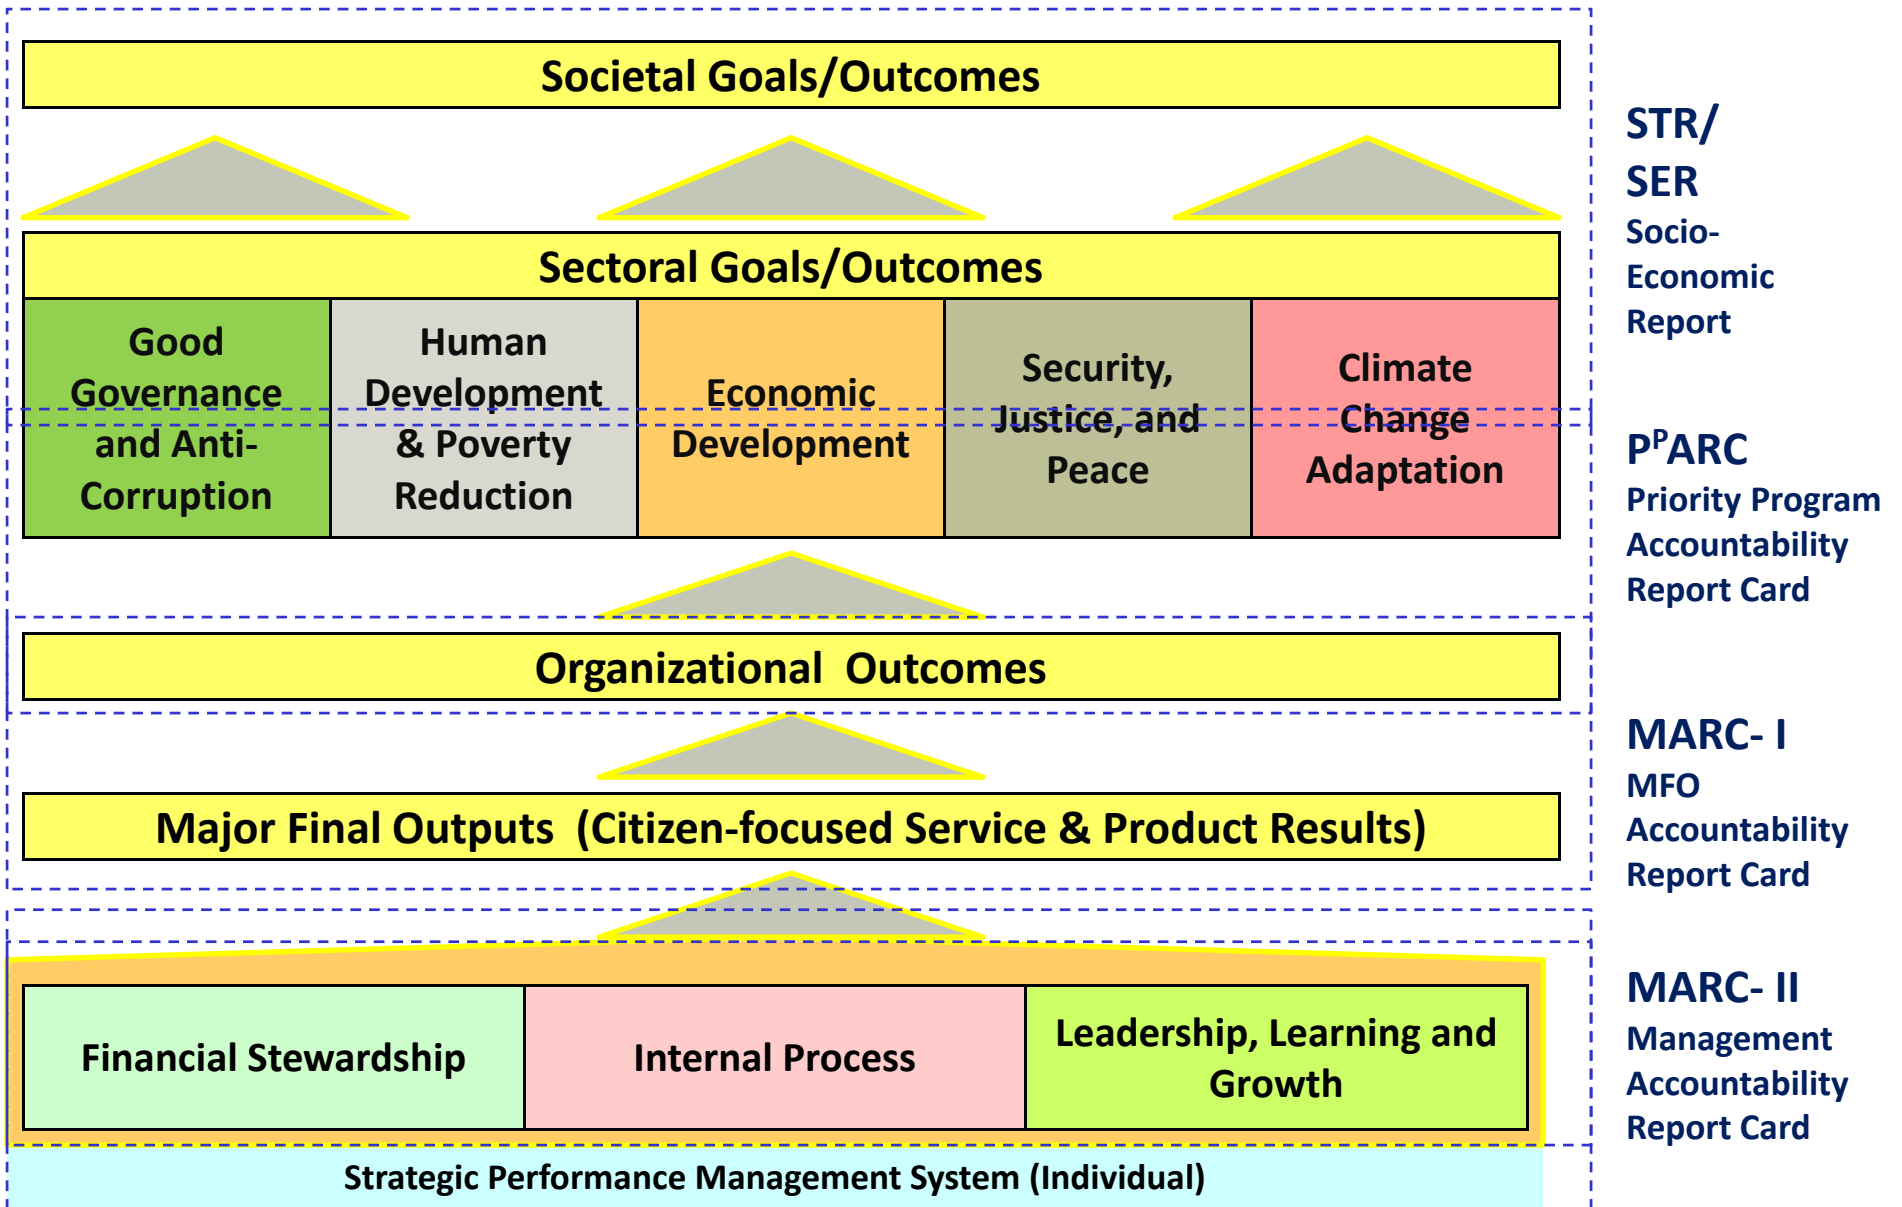 Societal Goals/Outcomes
Sectoral Goals/Outcomes
Good
Governance
and Anti-
Corruption
Human
Development
& Poverty
Reduction
Economic
Development
Security,
Justice, and
Peace
Climate
Change
Adaptation
Organizational  Outcomes
Major Final Outputs  (Citizen-focused Service & Product Results)
Financial Stewardship
Internal Process
Leadership, Learning and
Growth
Strategic Performance Management System (Individual)
STR/
SER
Socio-
Economic
Report
PᴾARC
Priority Program
Accountability
Report Card
MARC- I
MFO
Accountability
Report Card
MARC- II
Management
Accountability
Report Card